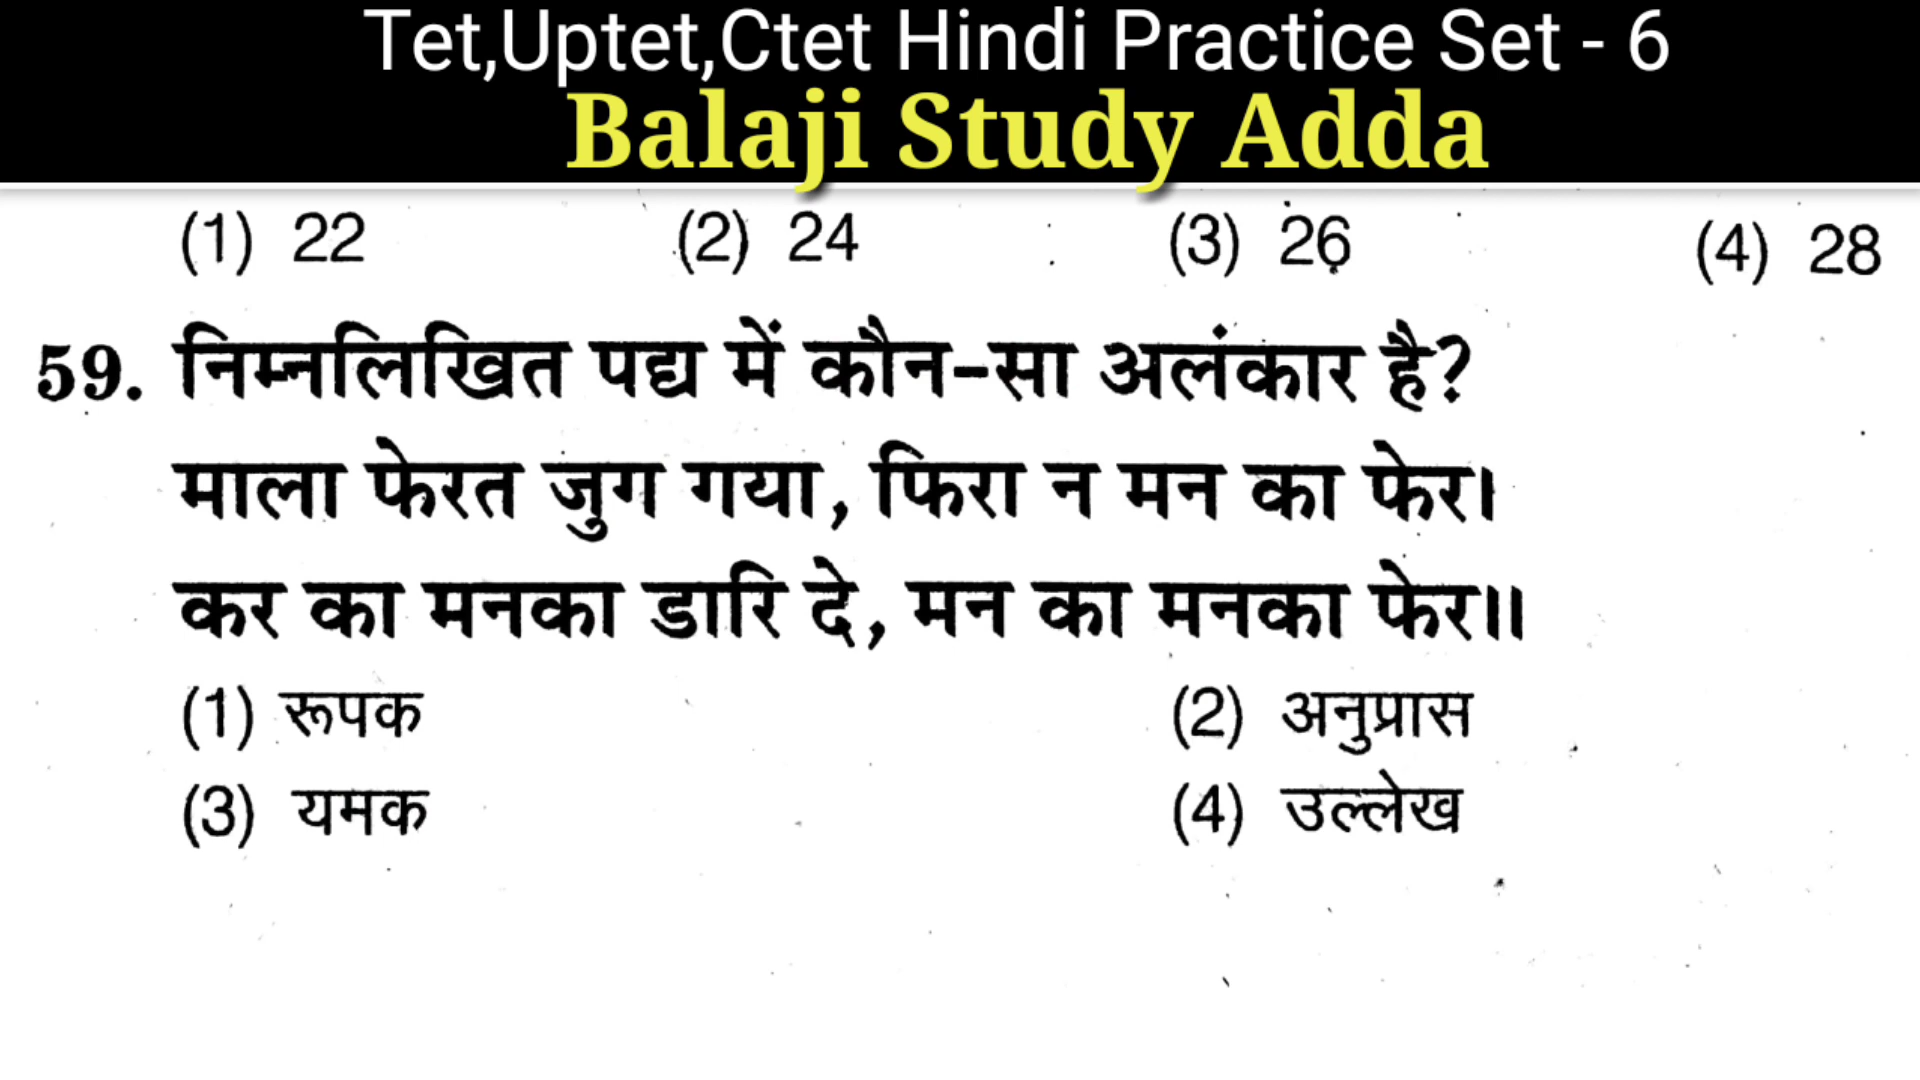 Tet,Uptet,Ctet Hindi Practice Set - 6
Balaji Study Adda
(1) 22 (2) 24 (3) 26 (4) 28
59. निम्नलिखित पद्य में कौन-सा अलंकार है?
माला फेरत जुग गया, फिरा न मन का फेर।
कर का मनका डारि दे, मन का मनका फेर॥
(1) रूपक (2) अनुप्रास
(3) यमक (4) उल्लेख